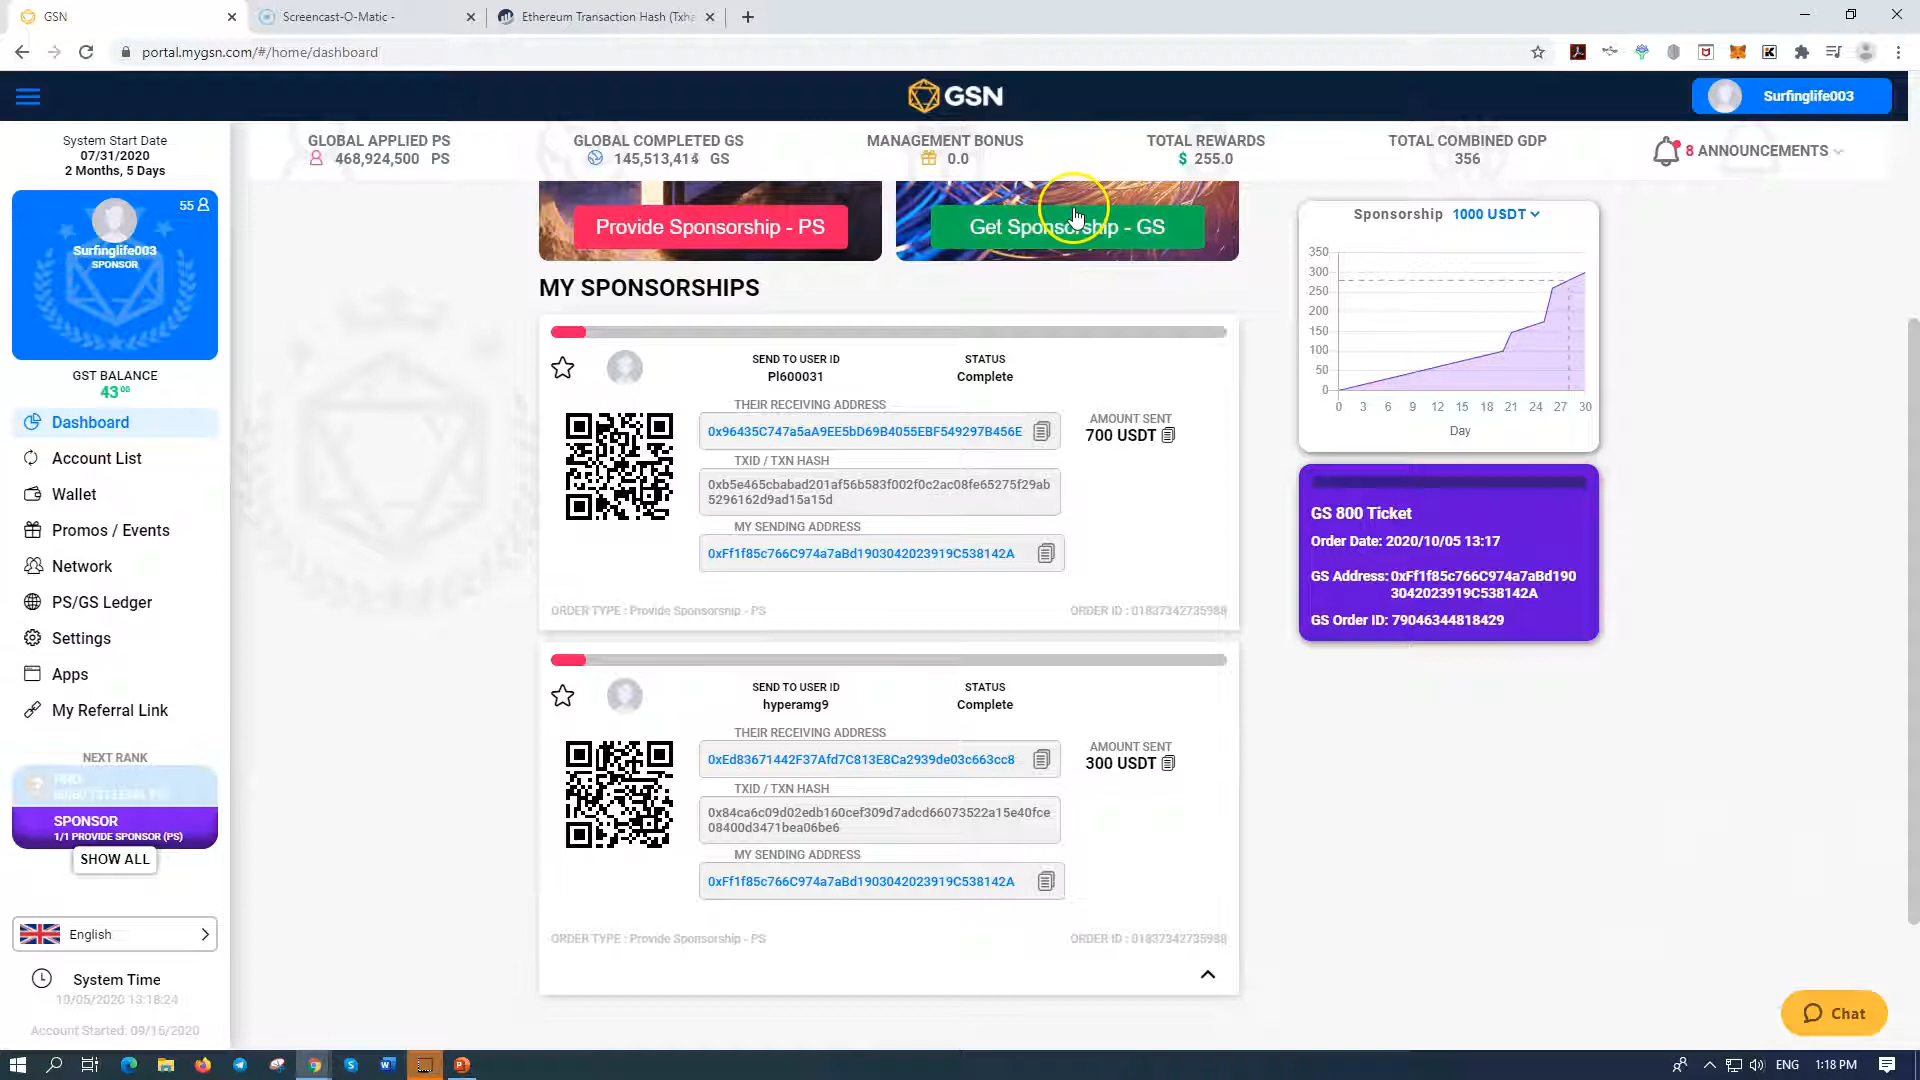 GSN
Screencast-O-Matic -
Ethereum Transaction Hash (Txha
portal.mygsn.com/#/home/dashboard
GSN
Surfinglife003
System Start Date
07/31/2020
2 Months, 5 Days
GLOBAL APPLIED PS
468,924,500 PS
GLOBAL COMPLETED GS
145,513,414 GS
MANAGEMENT BONUS
0.0
TOTAL REWARDS
$ 255.0
TOTAL COMBINED GDP
356
8 ANNOUNCEMENTS
55
Surfinglife003
SPONSOR
GST BALANCE
43.00
Dashboard
Account List
Wallet
Promos / Events
Network
PS/GS Ledger
Settings
Apps
My Referral Link
NEXT RANK
PRO
SPONSOR
1/1 PROVIDE SPONSOR (PS)
SHOW ALL
English
System Time
10/05/2020 13:18:24
Account Started: 09/16/2020
Provide Sponsorship - PS
Get Sponsorship - GS
MY SPONSORSHIPS
SEND TO USER ID
Pl600031
STATUS
Complete
THEIR RECEIVING ADDRESS
0x96435C747a5aA9EE5bD69B4055EBF549297B456E
AMOUNT SENT
700 USDT
TXID / TXN HASH
0xb5e465cbabad201af56b583f002f0c2ac08fe65275f29ab
5296162d9ad15a15d
MY SENDING ADDRESS
0xFf1f85c766C974a7aBd1903042023919C538142A
ORDER TYPE : Provide Sponsorship - PS
ORDER ID : 01837342735988
SEND TO USER ID
hyperamg9
STATUS
Complete
THEIR RECEIVING ADDRESS
0xEd83671442F37Afd7C813E8Ca2939de03c663cc8
AMOUNT SENT
300 USDT
TXID / TXN HASH
0x84ca6c09d02edb160cef309d7adcd66073522a15e40fce
08400d3471bea06be6
MY SENDING ADDRESS
0xFf1f85c766C974a7aBd1903042023919C538142A
ORDER TYPE : Provide Sponsorship - PS
ORDER ID : 01837342735988
Sponsorship 1000 USDT
350
300
250
200
150
100
50
0
0 3 6 9 12 15 18 21 24 27 30
Day
GS 800 Ticket
Order Date: 2020/10/05 13:17
GS Address: 0xFf1f85c766C974a7aBd190
3042023919C538142A
GS Order ID: 79046344818429
Chat
ENG
1:18 PM